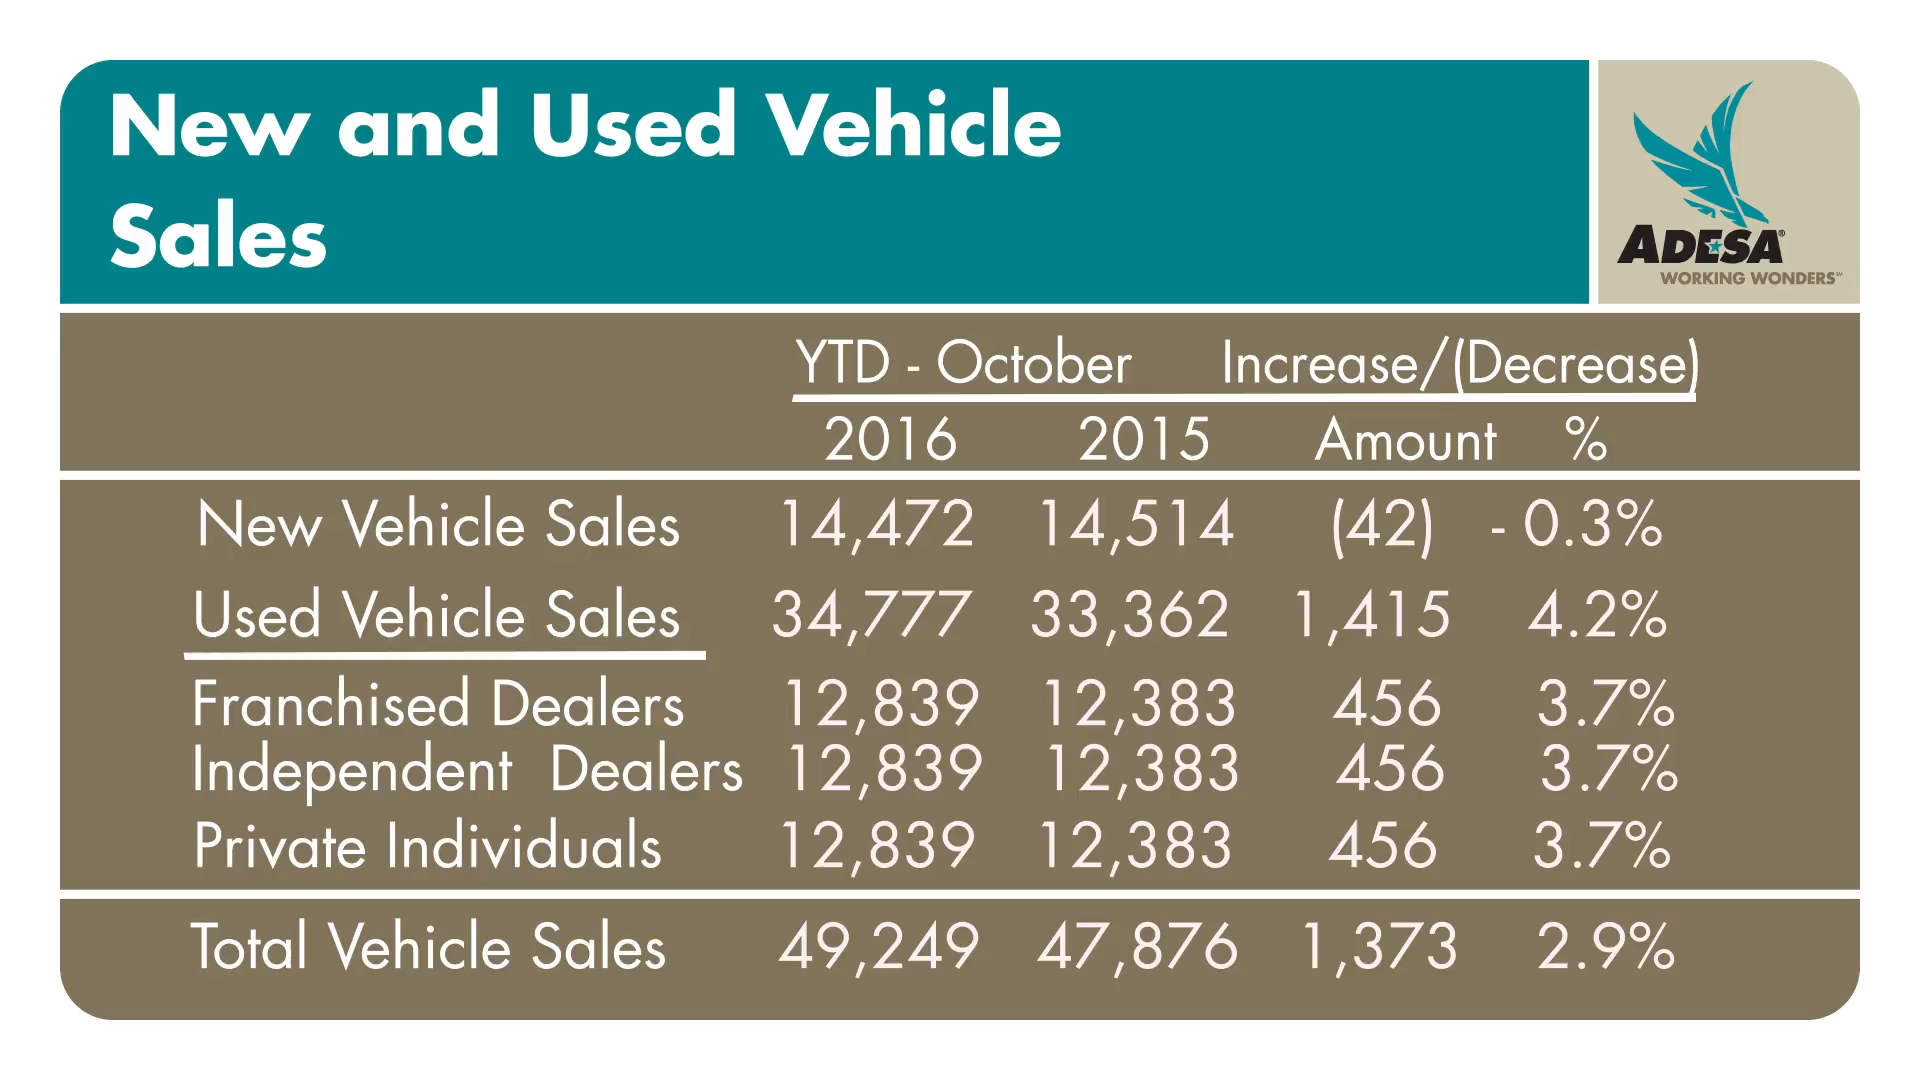 New and Used Vehicle
Sales
ADESA®
WORKING WONDERS℠
YTD - October Increase/(Decrease)
2016 2015 Amount %
New Vehicle Sales 14,472 14,514 (42) - 0.3%
Used Vehicle Sales 34,777 33,362 1,415 4.2%
Franchised Dealers 12,839 12,383 456 3.7%
Independent Dealers 12,839 12,383 456 3.7%
Private Individuals 12,839 12,383 456 3.7%
Total Vehicle Sales 49,249 47,876 1,373 2.9%